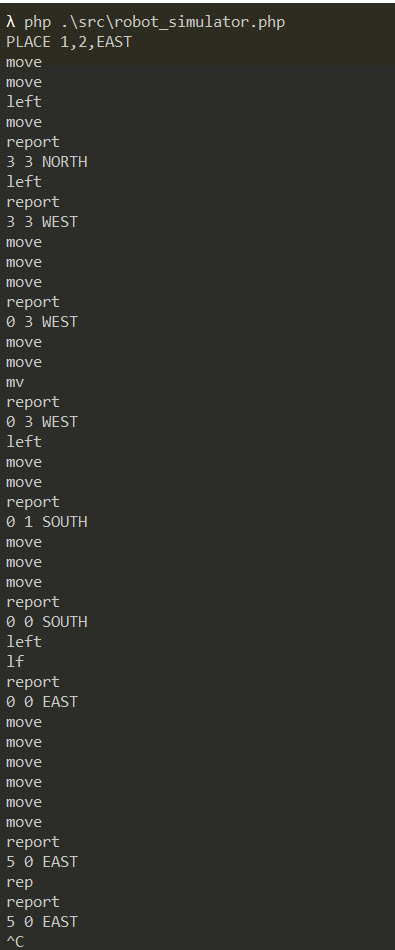 λ php .\src\robot_simulator.php
PLACE 1,2,EAST
move
move
left
move
report
3 3 NORTH
left
report
3 3 WEST
move
move
move
report
0 3 WEST
move
move
mv
report
0 3 WEST
left
move
move
report
0 1 SOUTH
move
move
move
report
0 0 SOUTH
left
lf
report
0 0 EAST
move
move
move
move
move
move
report
5 0 EAST
rep
report
5 0 EAST
^C